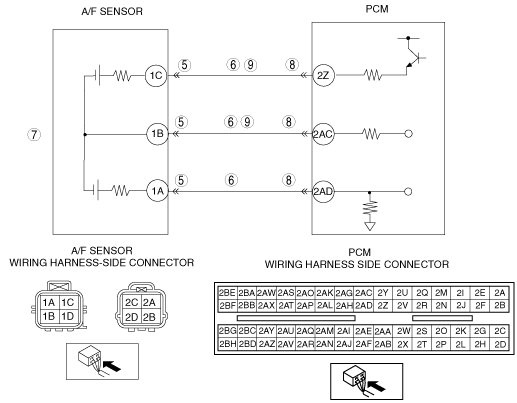 A/F SENSOR
PCM
1C 5 6 9 8 2Z
7 1B 5 6 9 8 2AC
1A 5 6 8 2AD
A/F SENSOR
WIRING HARNESS-SIDE CONNECTOR
PCM
WIRING HARNESS SIDE CONNECTOR
1A 1C
1B 1D
2C 2A
2D 2B
2BE 2BA 2AW 2AS 2AO 2AK 2AG 2AC 2Y 2U 2Q 2M 2I 2E 2A
2BF 2BB 2AX 2AT 2AP 2AL 2AH 2AD 2Z 2V 2R 2N 2J 2F 2B
2BG 2BC 2AY 2AU 2AQ 2AM 2AI 2AE 2AA 2W 2S 2O 2K 2G 2C
2BH 2BD 2AZ 2AV 2AR 2AN 2AJ 2AF 2AB 2X 2T 2P 2L 2H 2D